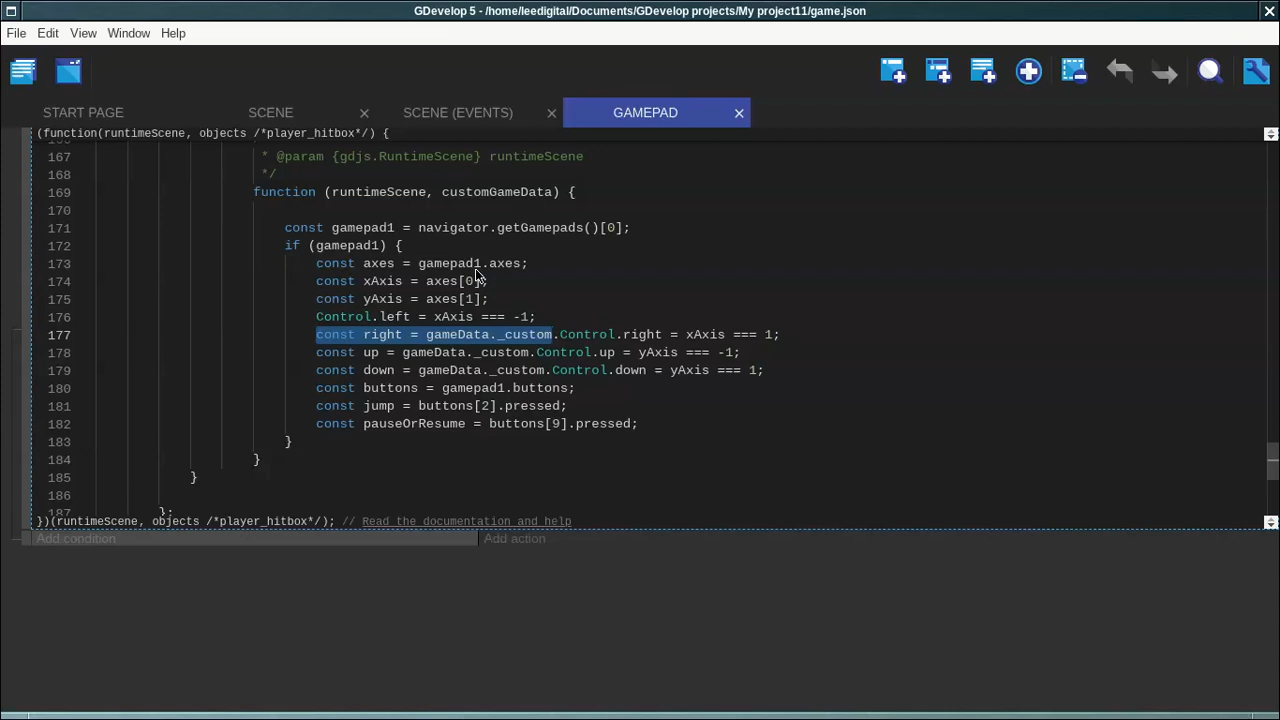 GDevelop 5 - /home/leedigital/Documents/GDevelop projects/My project11/game.json
File Edit View Window Help
START PAGE SCENE SCENE (EVENTS) GAMEPAD
(function(runtimeScene, objects /*player_hitbox*/) {
167 * @param {gdjs.RuntimeScene} runtimeScene
168 */
169 function (runtimeScene, customGameData) {
170
171 const gamepad1 = navigator.getGamepads()[0];
172 if (gamepad1) {
173 const axes = gamepad1.axes;
174 const xAxis = axes[0];
175 const yAxis = axes[1];
176 Control.left = xAxis === -1;
177 const right = gameData._custom.Control.right = xAxis === 1;
178 const up = gameData._custom.Control.up = yAxis === -1;
179 const down = gameData._custom.Control.down = yAxis === 1;
180 const buttons = gamepad1.buttons;
181 const jump = buttons[2].pressed;
182 const pauseOrResume = buttons[9].pressed;
183 }
184 }
185 }
186
187 };
})(runtimeScene, objects /*player_hitbox*/); // Read the documentation and help
Add condition Add action